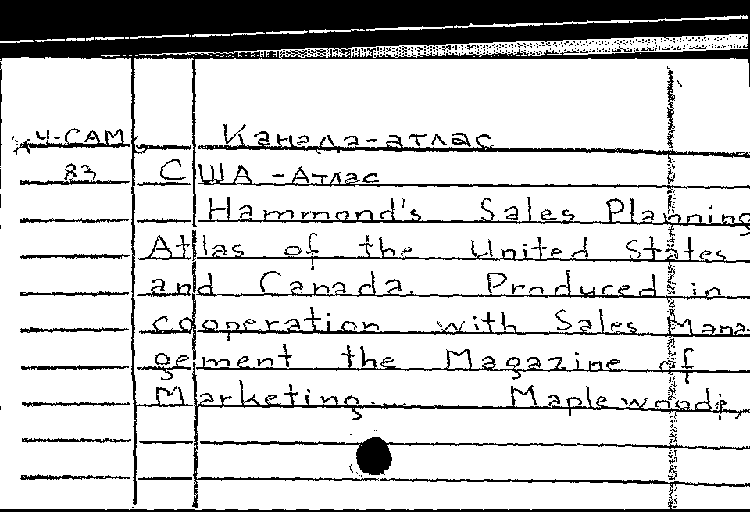 Ч-САМ Канада-атлас
83 США-Атлас
Hammond's Sales Planning
Atlas of the United States
and Canada. Produced in
cooperation with Sales Mana-
gement the Magazine of
Marketing. Maplewood,